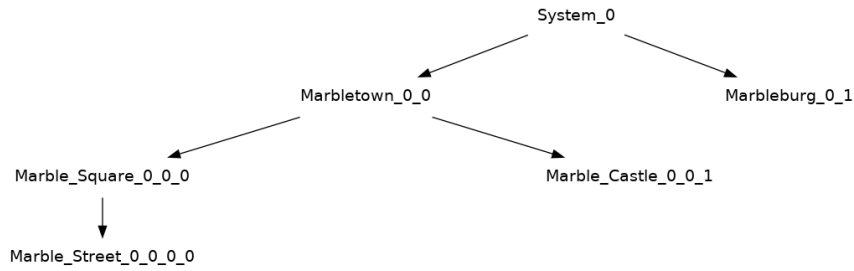 System_0
Marbletown_0_0
Marbleburg_0_1
Marble_Square_0_0_0
Marble_Castle_0_0_1
Marble_Street_0_0_0_0